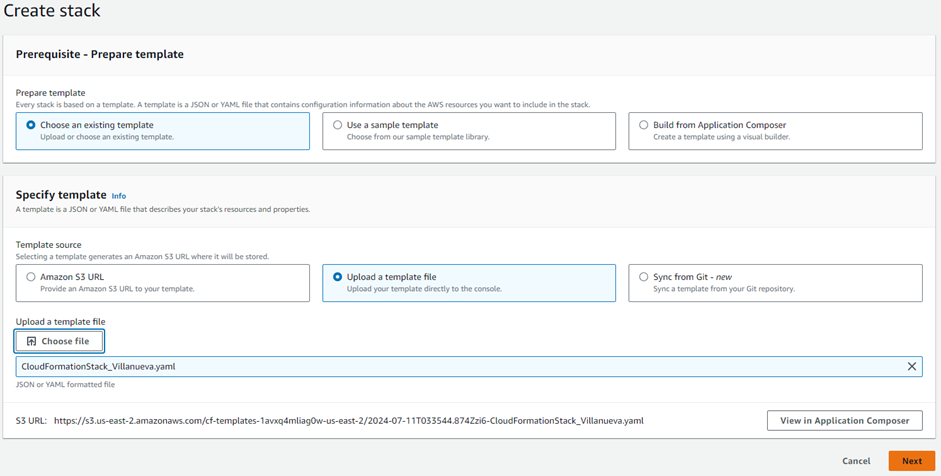 Create stack
Prerequisite - Prepare template
Prepare template
Every stack is based on a template. A template is a JSON or YAML file that contains configuration information about the AWS resources you want to include in the stack.
Choose an existing template
Upload or choose an existing template.
Use a sample template
Choose from our sample template library.
Build from Application Composer
Create a template using a visual builder.
Specify template Info
A template is a JSON or YAML file that describes your stack's resources and properties.
Template source
Selecting a template generates an Amazon S3 URL where it will be stored.
Amazon S3 URL
Provide an Amazon S3 URL to your template.
Upload a template file
Upload your template directly to the console.
Sync from Git - new
Sync a template from your Git repository.
Upload a template file
Choose file
CloudFormationStack_Villanueva.yaml
JSON or YAML formatted file
S3 URL: https://s3.us-east-2.amazonaws.com/cf-templates-1avxq4mliag0w-us-east-2/2024-07-11T033544.874Zzi6-CloudFormationStack_Villanueva.yaml
View in Application Composer
Cancel
Next